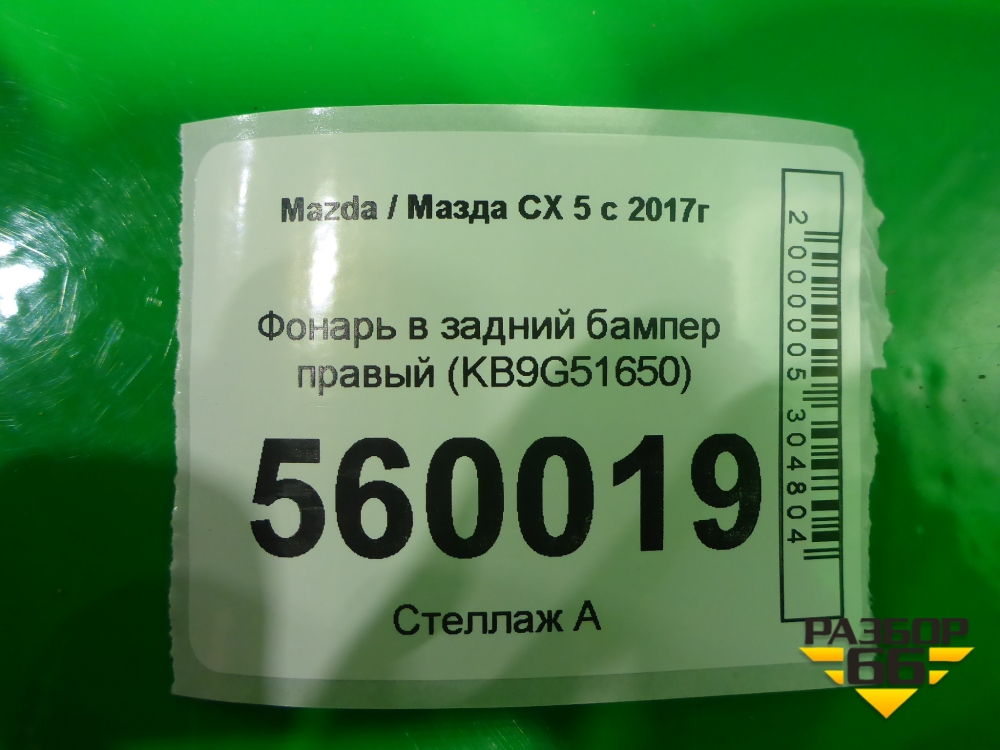 Mazda / Мазда CX 5 с 2017г
Фонарь в задний бампер
правый (KB9G51650)
560019
Стеллаж А
2 000005 304804
РАЗБОР
66